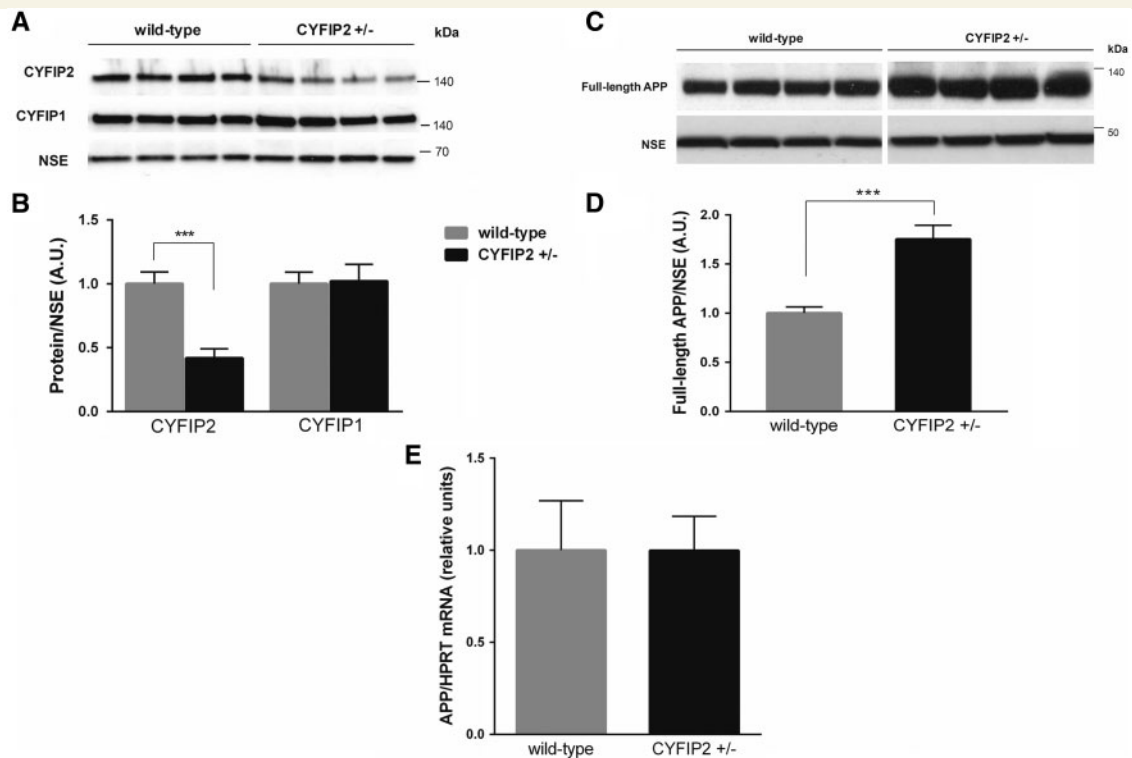 A
wild-type CYFIP2 +/- kDa
CYFIP2
140
CYFIP1
140
70
NSE
B
1.5
1.0
0.5
0.0
Protein/NSE (A.U.)
***
CYFIP2 CYFIP1
wild-type
CYFIP2 +/-
C
wild-type CYFIP2 +/- kDa
140
Full-length APP
50
NSE
D
2.0
1.5
1.0
0.5
0.0
Full-length APP/NSE (A.U.)
***
wild-type CYFIP2 +/-
E
1.5
1.0
0.5
0.0
APP/HPRT mRNA (relative units)
wild-type CYFIP2 +/-